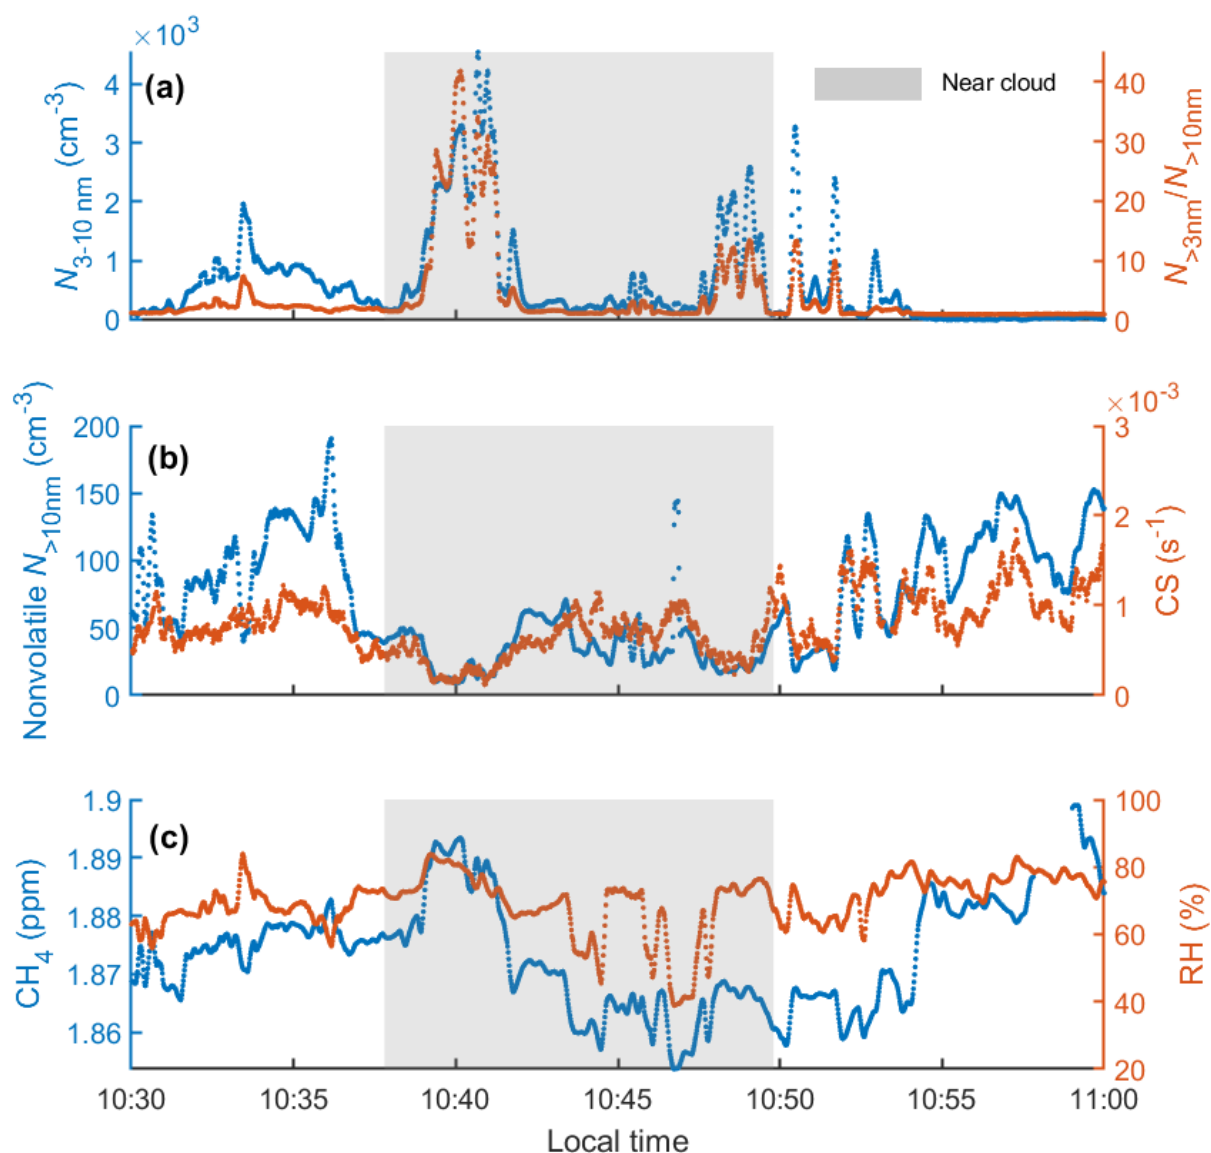 ×10³
(a)
Near cloud
N3-10 nm (cm-3)
4
3
2
1
0
40
30
20
10
0
N>3nm/N>10nm
×10-3
(b)
Nonvolatile N>10nm (cm-3)
200
150
100
50
0
3
2
1
0
CS (s-1)
(c)
CH4 (ppm)
1.9
1.89
1.88
1.87
1.86
100
80
60
40
20
RH (%)
10:30 10:35 10:40 10:45 10:50 10:55 11:00
Local time